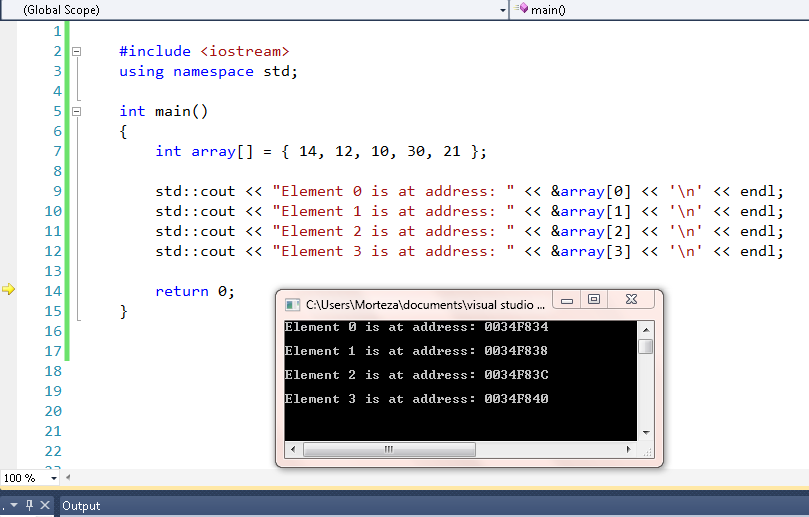 (Global Scope) main()
1
2 #include <iostream>
3 using namespace std;
4
5 int main()
6 {
7 int array[] = { 14, 12, 10, 30, 21 };
8
9 std::cout << "Element 0 is at address: " << &array[0] << '\n' << endl;
10 std::cout << "Element 1 is at address: " << &array[1] << '\n' << endl;
11 std::cout << "Element 2 is at address: " << &array[2] << '\n' << endl;
12 std::cout << "Element 3 is at address: " << &array[3] << '\n' << endl;
13
14 return 0;
15 }
16
17
18
19
20
21
22
C:\Users\Morteza\documents\visual studio ...
Element 0 is at address: 0034F834
Element 1 is at address: 0034F838
Element 2 is at address: 0034F83C
Element 3 is at address: 0034F840
100 %
Output